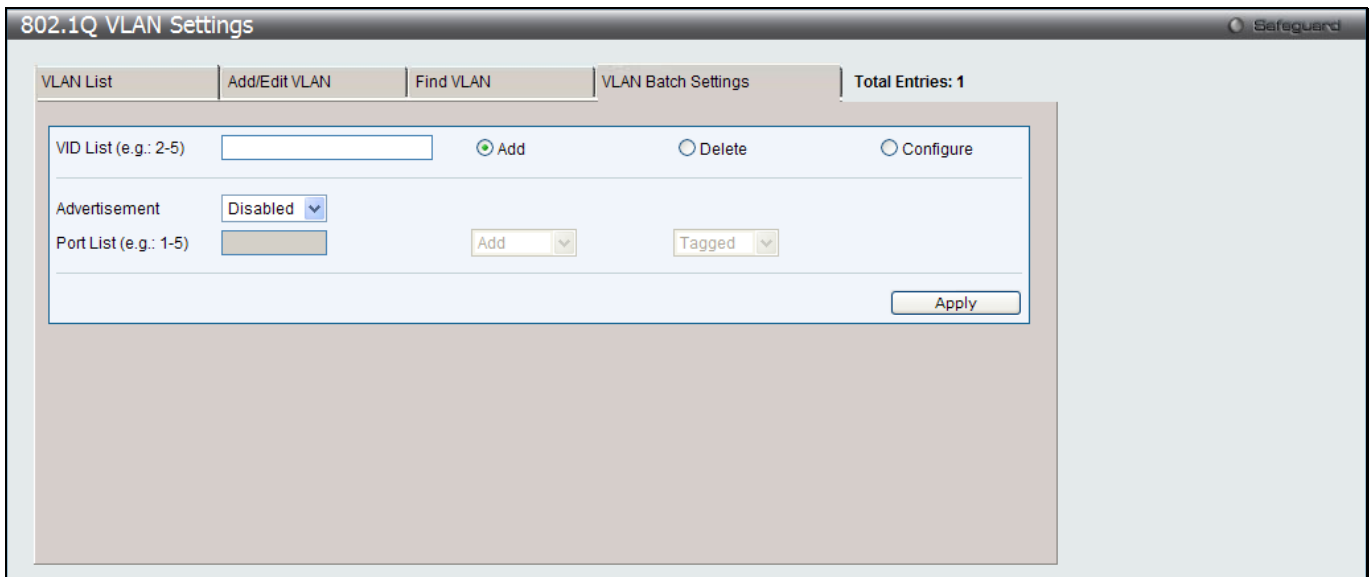 802.1Q VLAN Settings
Safeguard
VLAN List
Add/Edit VLAN
Find VLAN
VLAN Batch Settings
Total Entries: 1
VID List (e.g.: 2-5)
Add
Delete
Configure
Advertisement
Disabled
Port List (e.g.: 1-5)
Add
Tagged
Apply